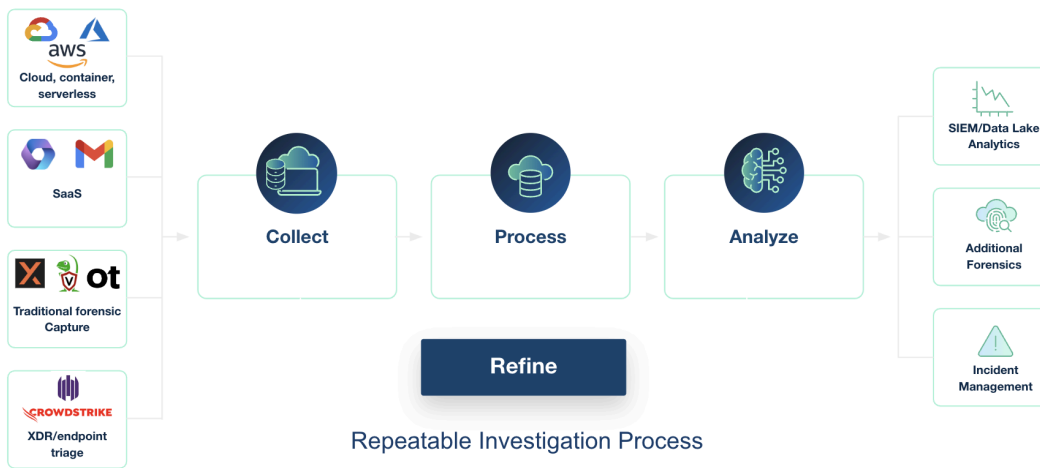 aws
Cloud, container,
serverless
SaaS
V
ot
Traditional forensic
Capture
CROWDSTRIKE
XDR/endpoint
triage
Collect
Process
Analyze
Refine
Repeatable Investigation Process
SIEM/Data Lake
Analytics
Additional
Forensics
Incident
Management